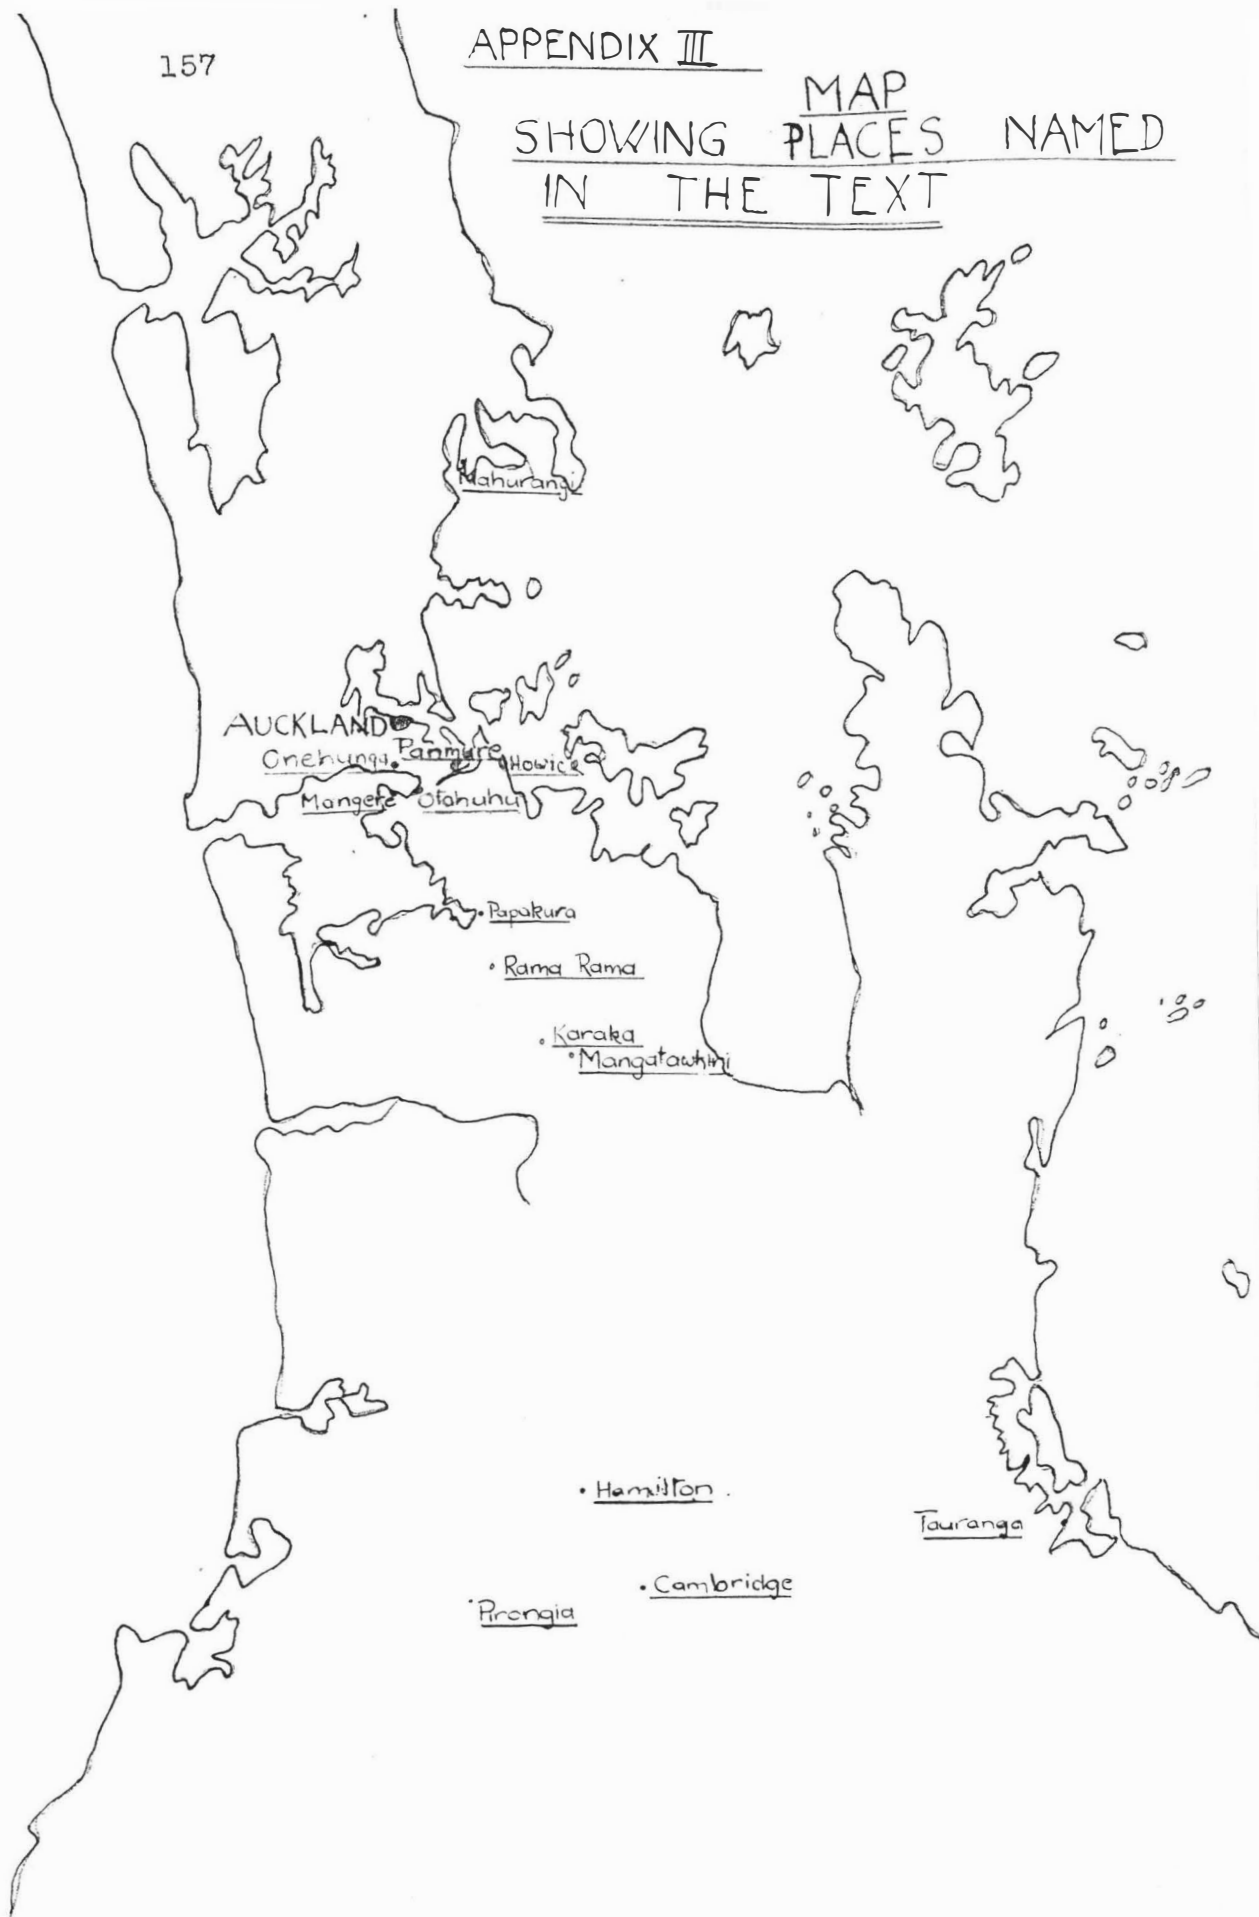 157
APPENDIX III
MAP
SHOWING PLACES NAMED
IN THE TEXT
Mahurangi
AUCKLAND
Onehunga
Panmure
Howick
Mangere
Otahuhu
Papakura
Rama Rama
Karaka
Mangatawhiri
Hamilton
Tauranga
Cambridge
Pirongia